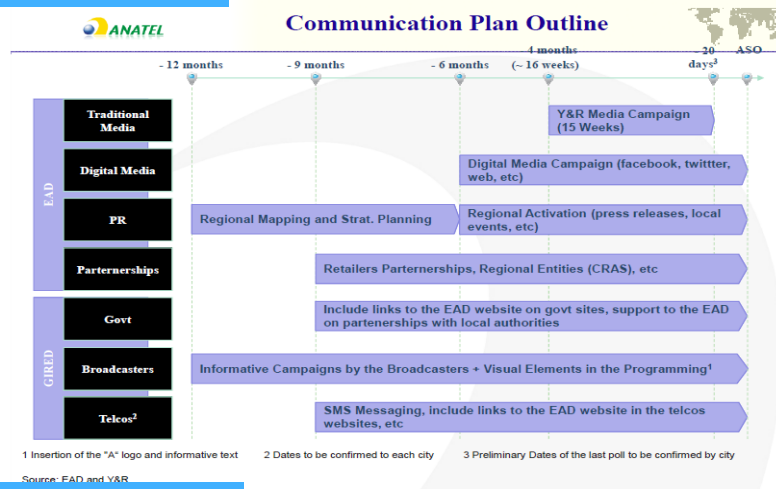 ANATEL
Communication Plan Outline
- 12 months
- 9 months
- 6 months
4 months
(~ 16 weeks)
- 20
days³
ASO
EAD
Traditional
Media
Y&R Media Campaign
(15 Weeks)
Digital Media
Digital Media Campaign (facebook, twittter,
web, etc)
PR
Regional Mapping and Strat. Planning
Regional Activation (press releases, local
events, etc)
Parternerships
Retailers Parternerships, Regional Entities (CRAS), etc
GIRED
Govt
Include links to the EAD website on govt sites, support to the EAD
on partenerships with local authorities
Broadcasters
Informative Campaigns by the Broadcasters + Visual Elements in the Programming¹
Telcos²
SMS Messaging, include links to the EAD website in the telcos
websites, etc
1 Insertion of the "A" logo and informative text
2 Dates to be confirmed to each city
3 Preliminary Dates of the last poll to be confirmed by city
Source: EAD and Y&R